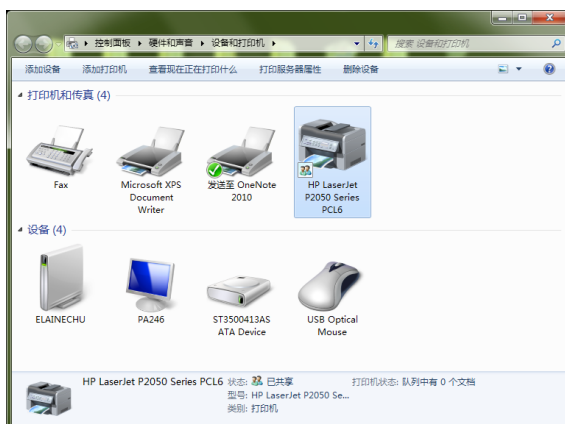 控制面板 ▸ 硬件和声音 ▸ 设备和打印机 ▸
搜索 设备和打印机
添加设备 添加打印机 查看现在正在打印什么 打印服务器属性 删除设备
打印机和传真 (4)
Fax
Microsoft XPS
Document
Writer
发送至 OneNote
2010
HP LaserJet
P2050 Series
PCL6
设备 (4)
ELAINECHU
PA246
ST3500413AS
ATA Device
USB Optical
Mouse
HP LaserJet P2050 Series PCL6 状态: 已共享 打印机状态: 队列中有 0 个文档
型号: HP LaserJet P2050 Se...
类别: 打印机